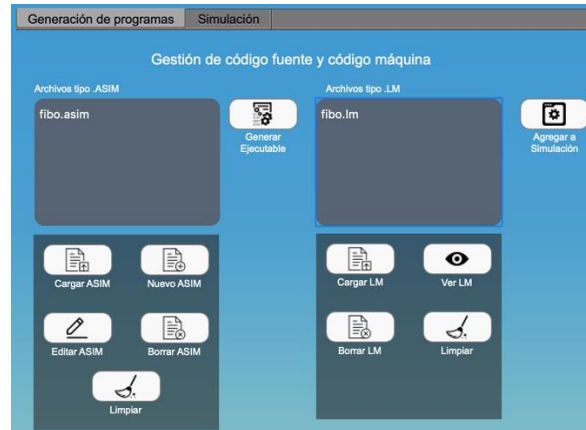 Generación de programas
Simulación
Gestión de código fuente y código máquina
Archivos tipo .ASIM
fibo.asim
Generar
Ejecutable
Archivos tipo .LM
fibo.lm
Agregar a
Simulación
Cargar ASIM
Nuevo ASIM
Editar ASIM
Borrar ASIM
Limpiar
Cargar LM
Ver LM
Borrar LM
Limpiar